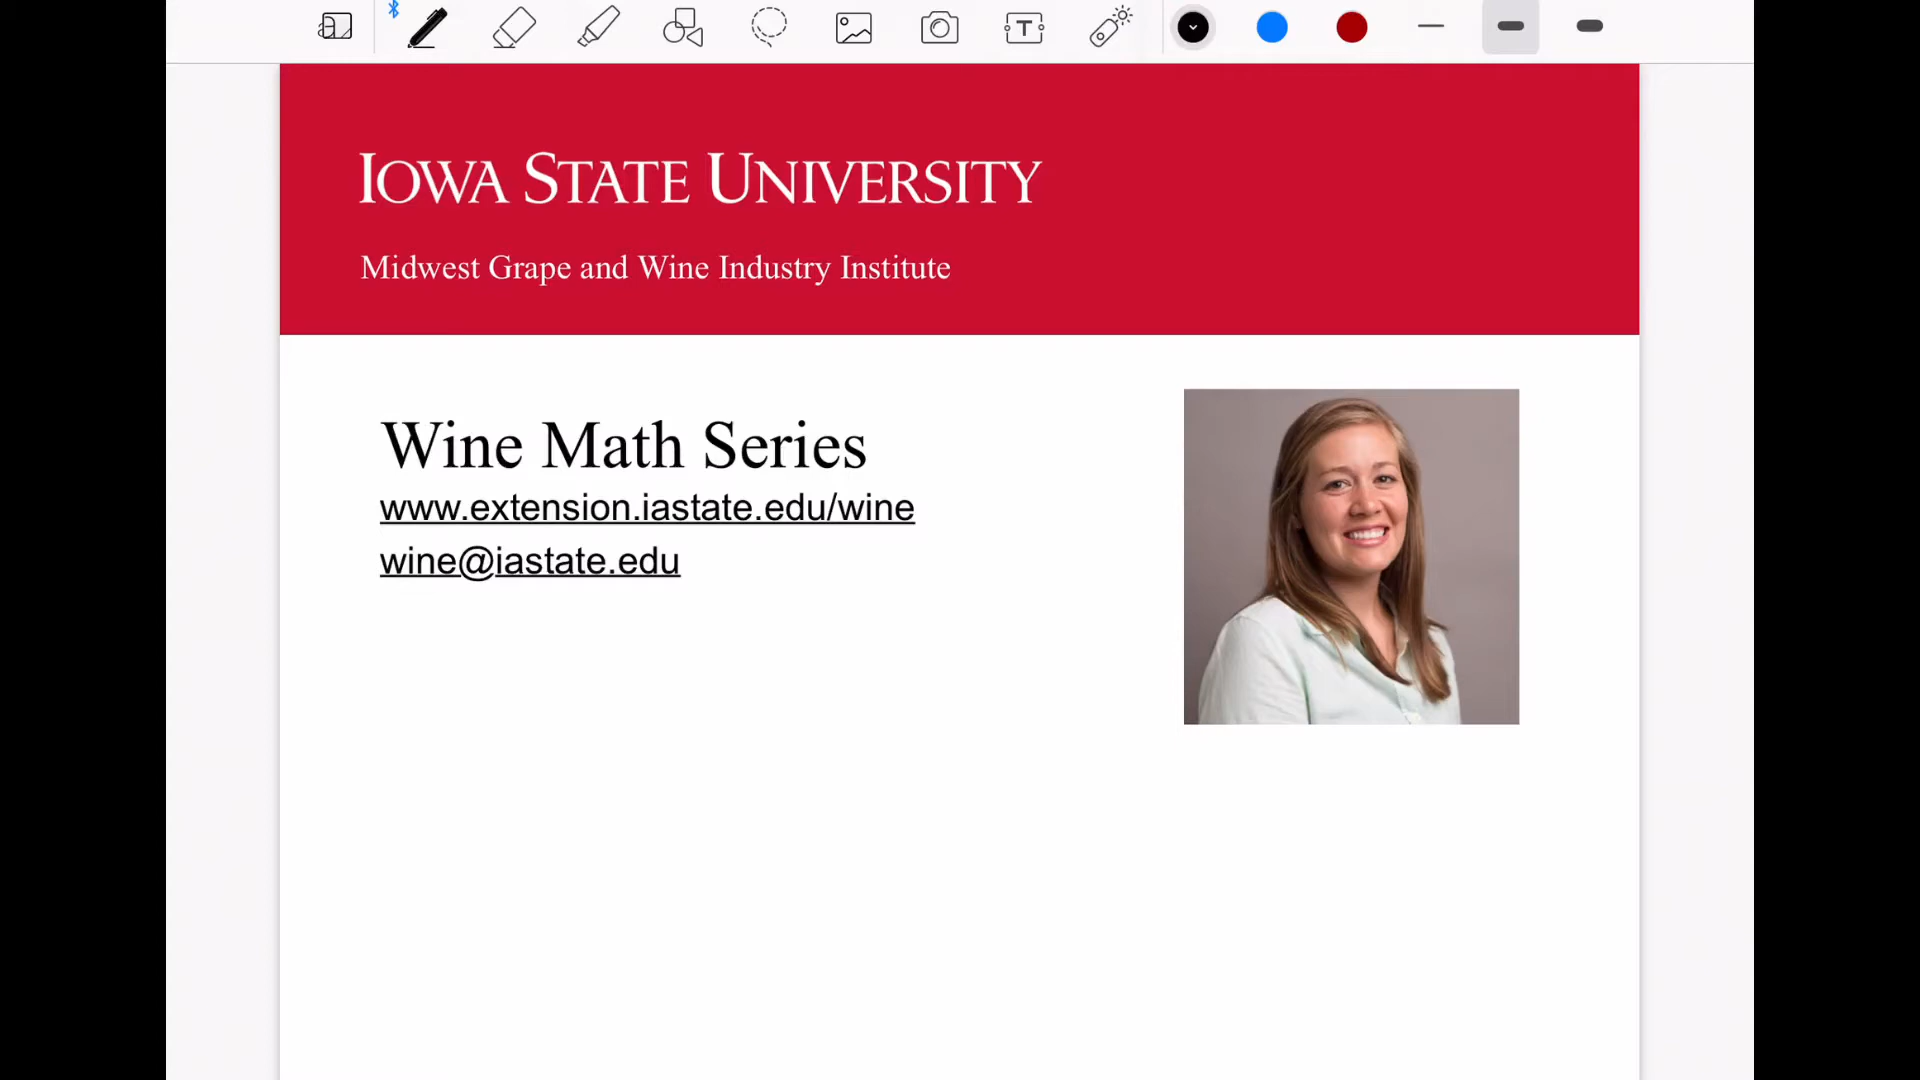 IOWA STATE UNIVERSITY
Midwest Grape and Wine Industry Institute
Wine Math Series
www.extension.iastate.edu/wine
wine@iastate.edu